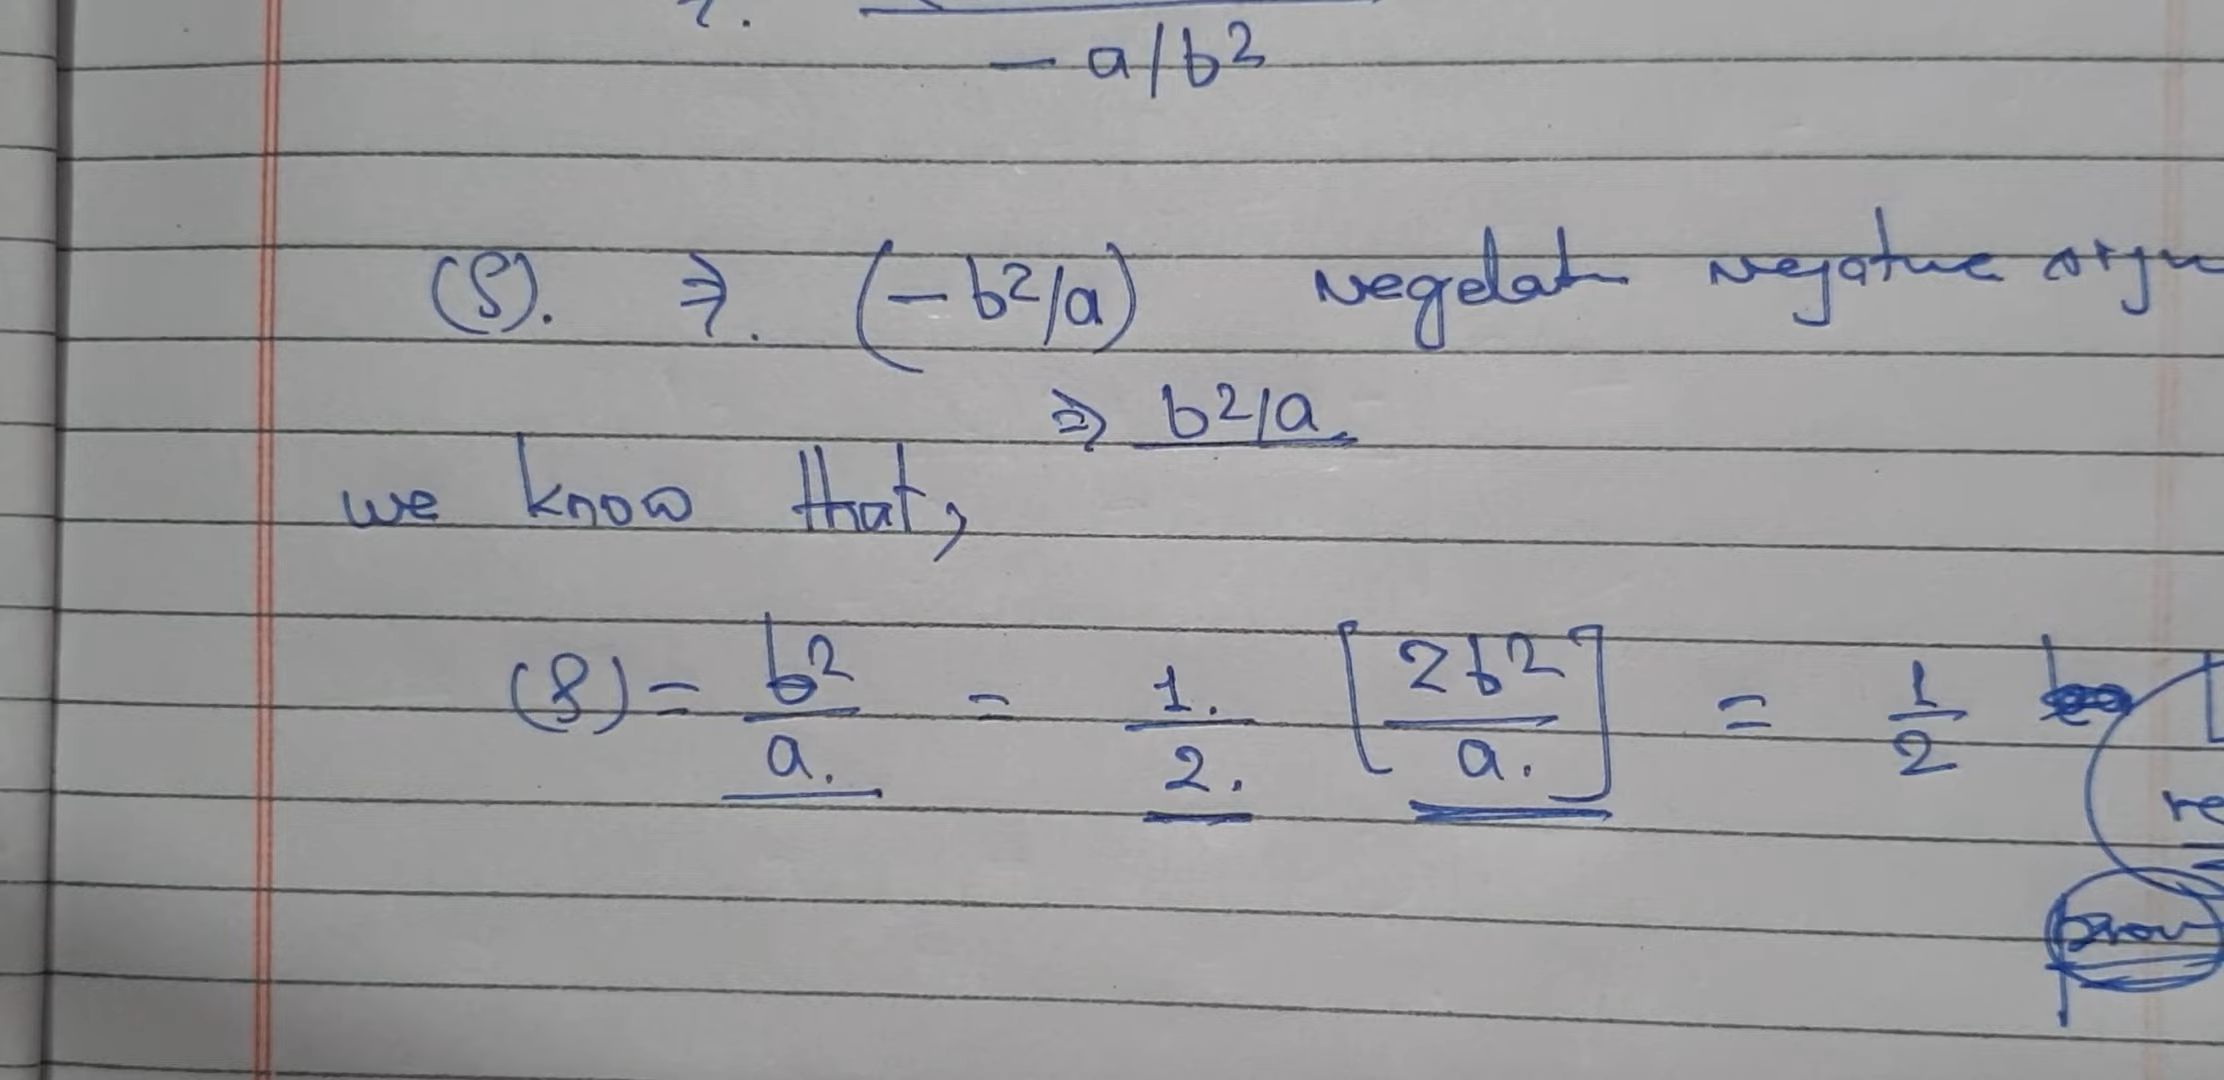 - a/b²
(ρ). ⇒. (- b²/a) negelat negative
⇒ b²/a.
we know that,
(ρ) = b²/a. = 1./2. [2b²/a.] = 1/2